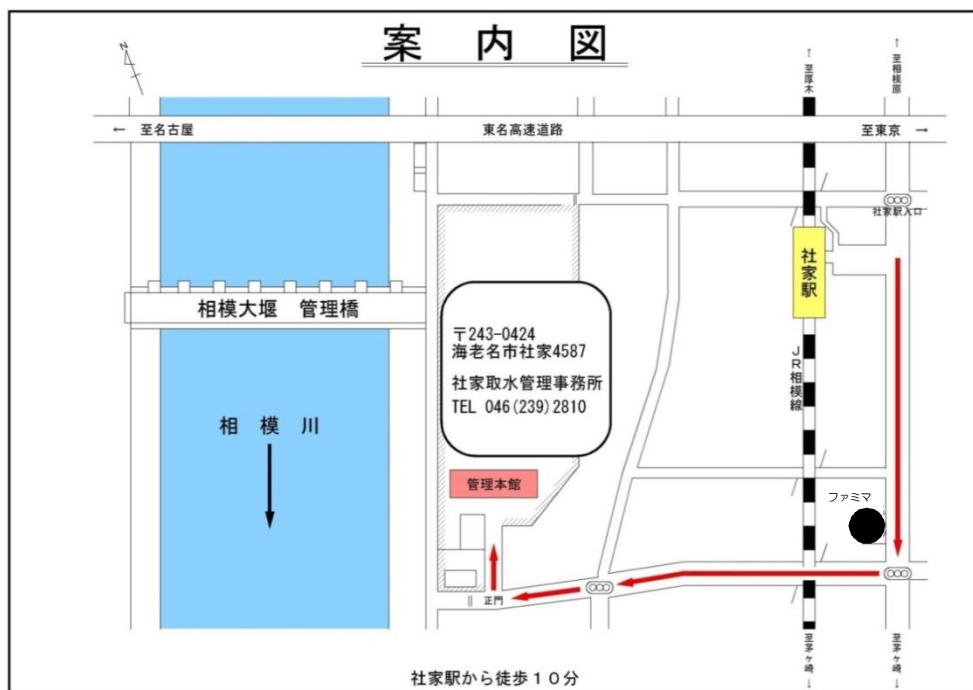 案 内 図
N
↑ 至厚木
↑ 至相模原
← 至名古屋
東名高速道路
至東京 →
社家駅入口
社家駅
相模大堰 管理橋
〒243-0424
海老名市社家4587
社家取水管理事務所
TEL 046(239)2810
JR相模線
相 模 川
管理本館
ファミマ
正門
至茅ヶ崎 ↓
至茅ヶ崎 ↓
社家駅から徒歩10分